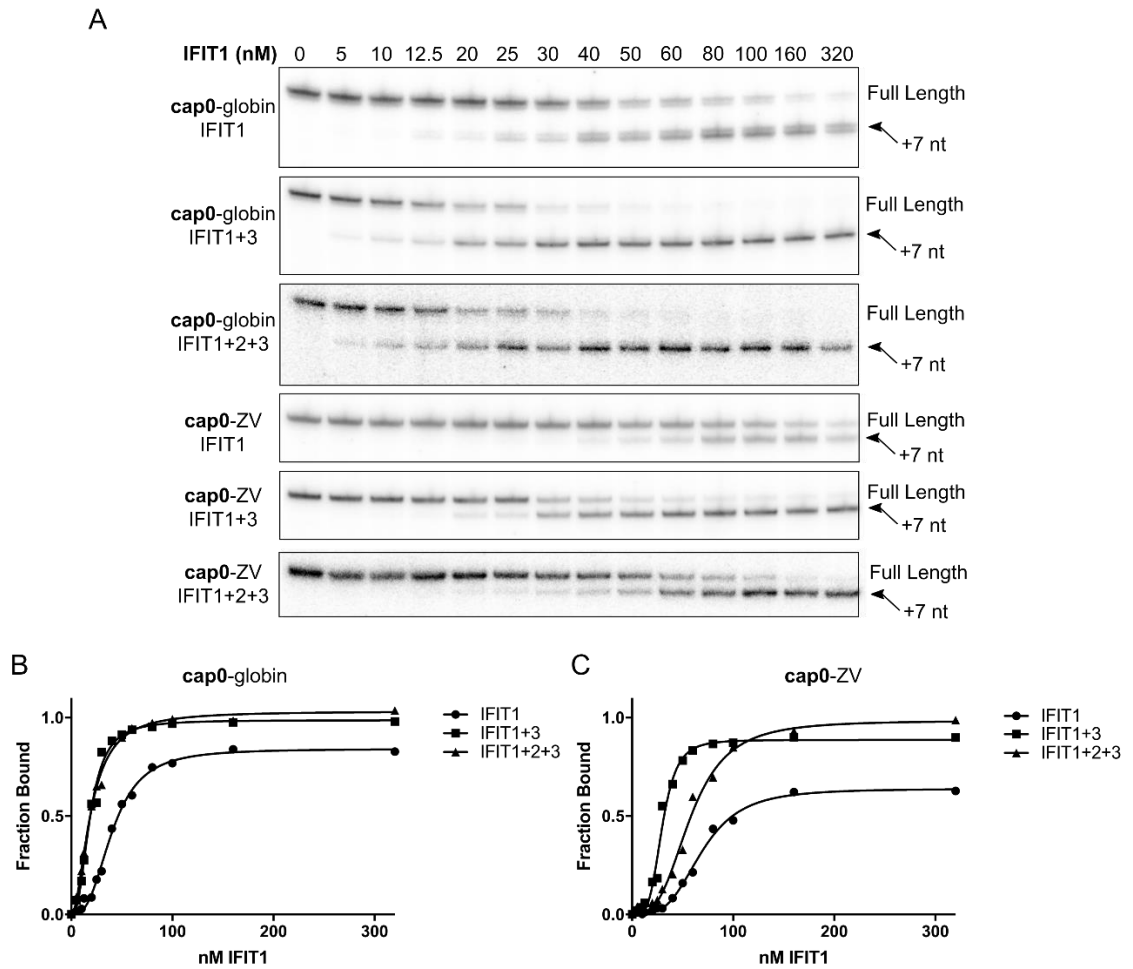 A
IFIT1 (nM) 0 5 10 12.5 20 25 30 40 50 60 80 100 160 320
cap0-globin
IFIT1
Full Length
+7 nt
cap0-globin
IFIT1+3
Full Length
+7 nt
cap0-globin
IFIT1+2+3
Full Length
+7 nt
cap0-ZV
IFIT1
Full Length
+7 nt
cap0-ZV
IFIT1+3
Full Length
+7 nt
cap0-ZV
IFIT1+2+3
Full Length
+7 nt
B
cap0-globin
Fraction Bound
1.0
0.5
0.0
0 100 200 300
nM IFIT1
IFIT1
IFIT1+3
IFIT1+2+3
C
cap0-ZV
Fraction Bound
1.0
0.5
0.0
0 100 200 300
nM IFIT1
IFIT1
IFIT1+3
IFIT1+2+3